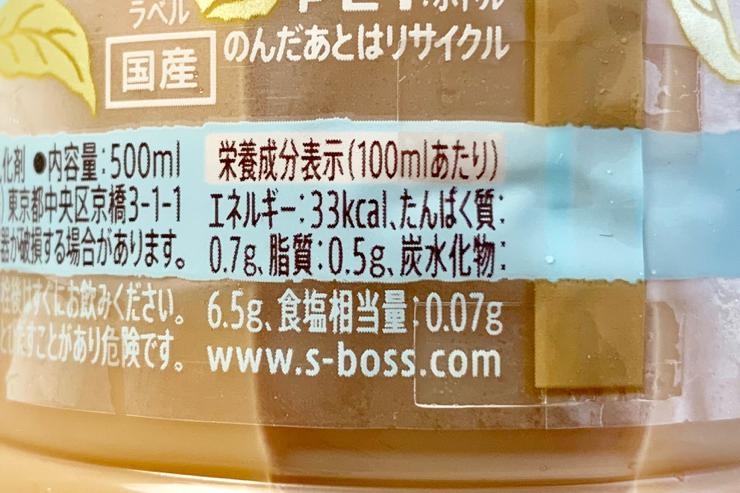 ラベル
国産
のんだあとはリサイクル
化剤 ●内容量:500ml
東京都中央区京橋3-1-1
器が破損する場合があります。
栓後はすぐにお飲みください。
すことがあり危険です。
栄養成分表示(100mlあたり)
エネルギー:33kcal、たんぱく質:
0.7g、脂質:0.5g、炭水化物:
6.5g、食塩相当量:0.07g
www.s-boss.com